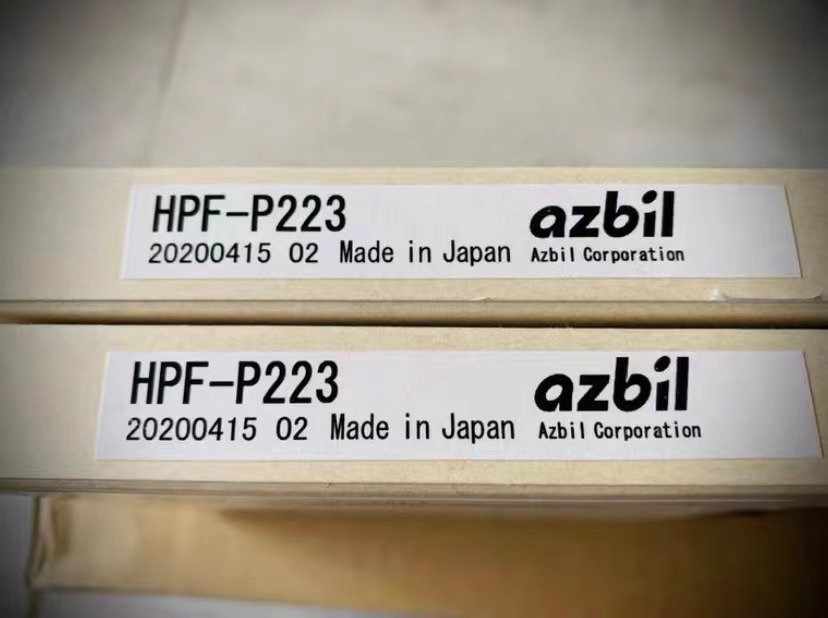 HPF-P223
azbil
20200415 02 Made in Japan
Azbil Corporation
HPF-P223
azbil
20200415 02 Made in Japan
Azbil Corporation